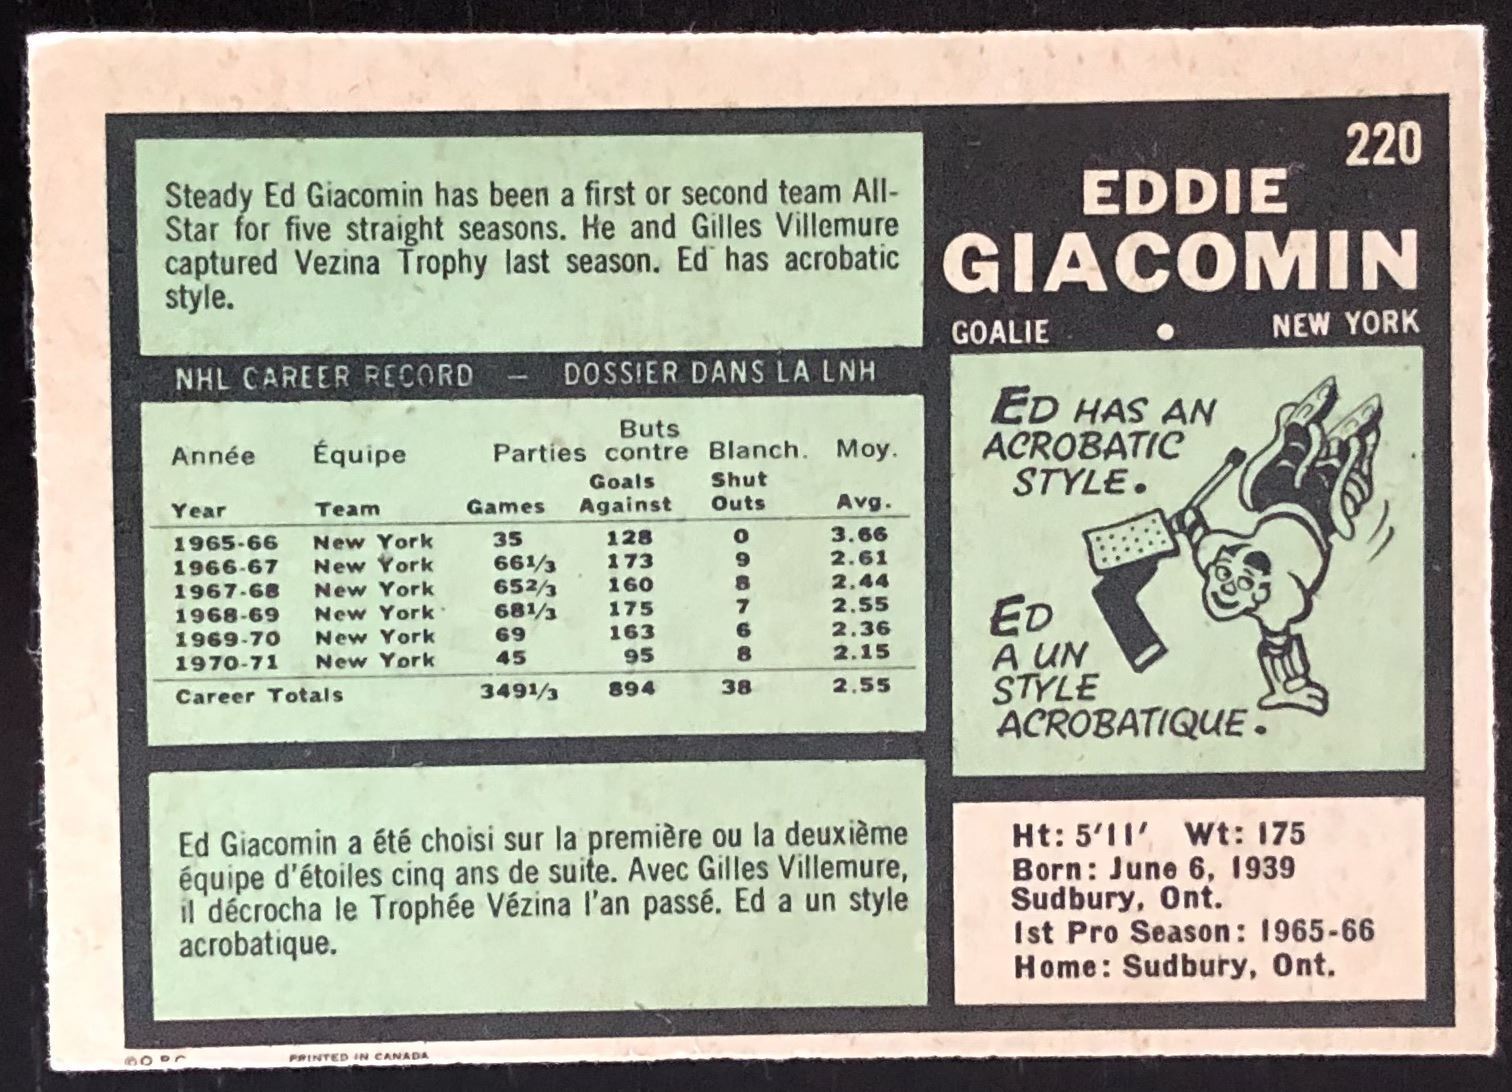 220
EDDIE
GIACOMIN
GOALIE • NEW YORK
Steady Ed Giacomin has been a first or second team All-
Star for five straight seasons. He and Gilles Villemure
captured Vezina Trophy last season. Ed has acrobatic
style.
NHL CAREER RECORD — DOSSIER DANS LA LNH
Buts
Année Équipe Parties contre Blanch. Moy.
Goals Shut
Year Team Games Against Outs Avg.
1965-66 New York 35 128 0 3.66
1966-67 New York 661/3 173 9 2.61
1967-68 New York 652/3 160 8 2.44
1968-69 New York 681/3 175 7 2.55
1969-70 New York 69 163 6 2.36
1970-71 New York 45 95 8 2.15
Career Totals 3491/3 894 38 2.55
Ed Giacomin a été choisi sur la première ou la deuxième
équipe d'étoiles cinq ans de suite. Avec Gilles Villemure,
il décrocha le Trophée Vézina l'an passé. Ed a un style
acrobatique.
ED HAS AN
ACROBATIC
STYLE.
ED
A UN
STYLE
ACROBATIQUE.
Ht: 5'11' Wt: 175
Born: June 6, 1939
Sudbury, Ont.
1st Pro Season: 1965-66
Home: Sudbury, Ont.
©O.P.C. PRINTED IN CANADA